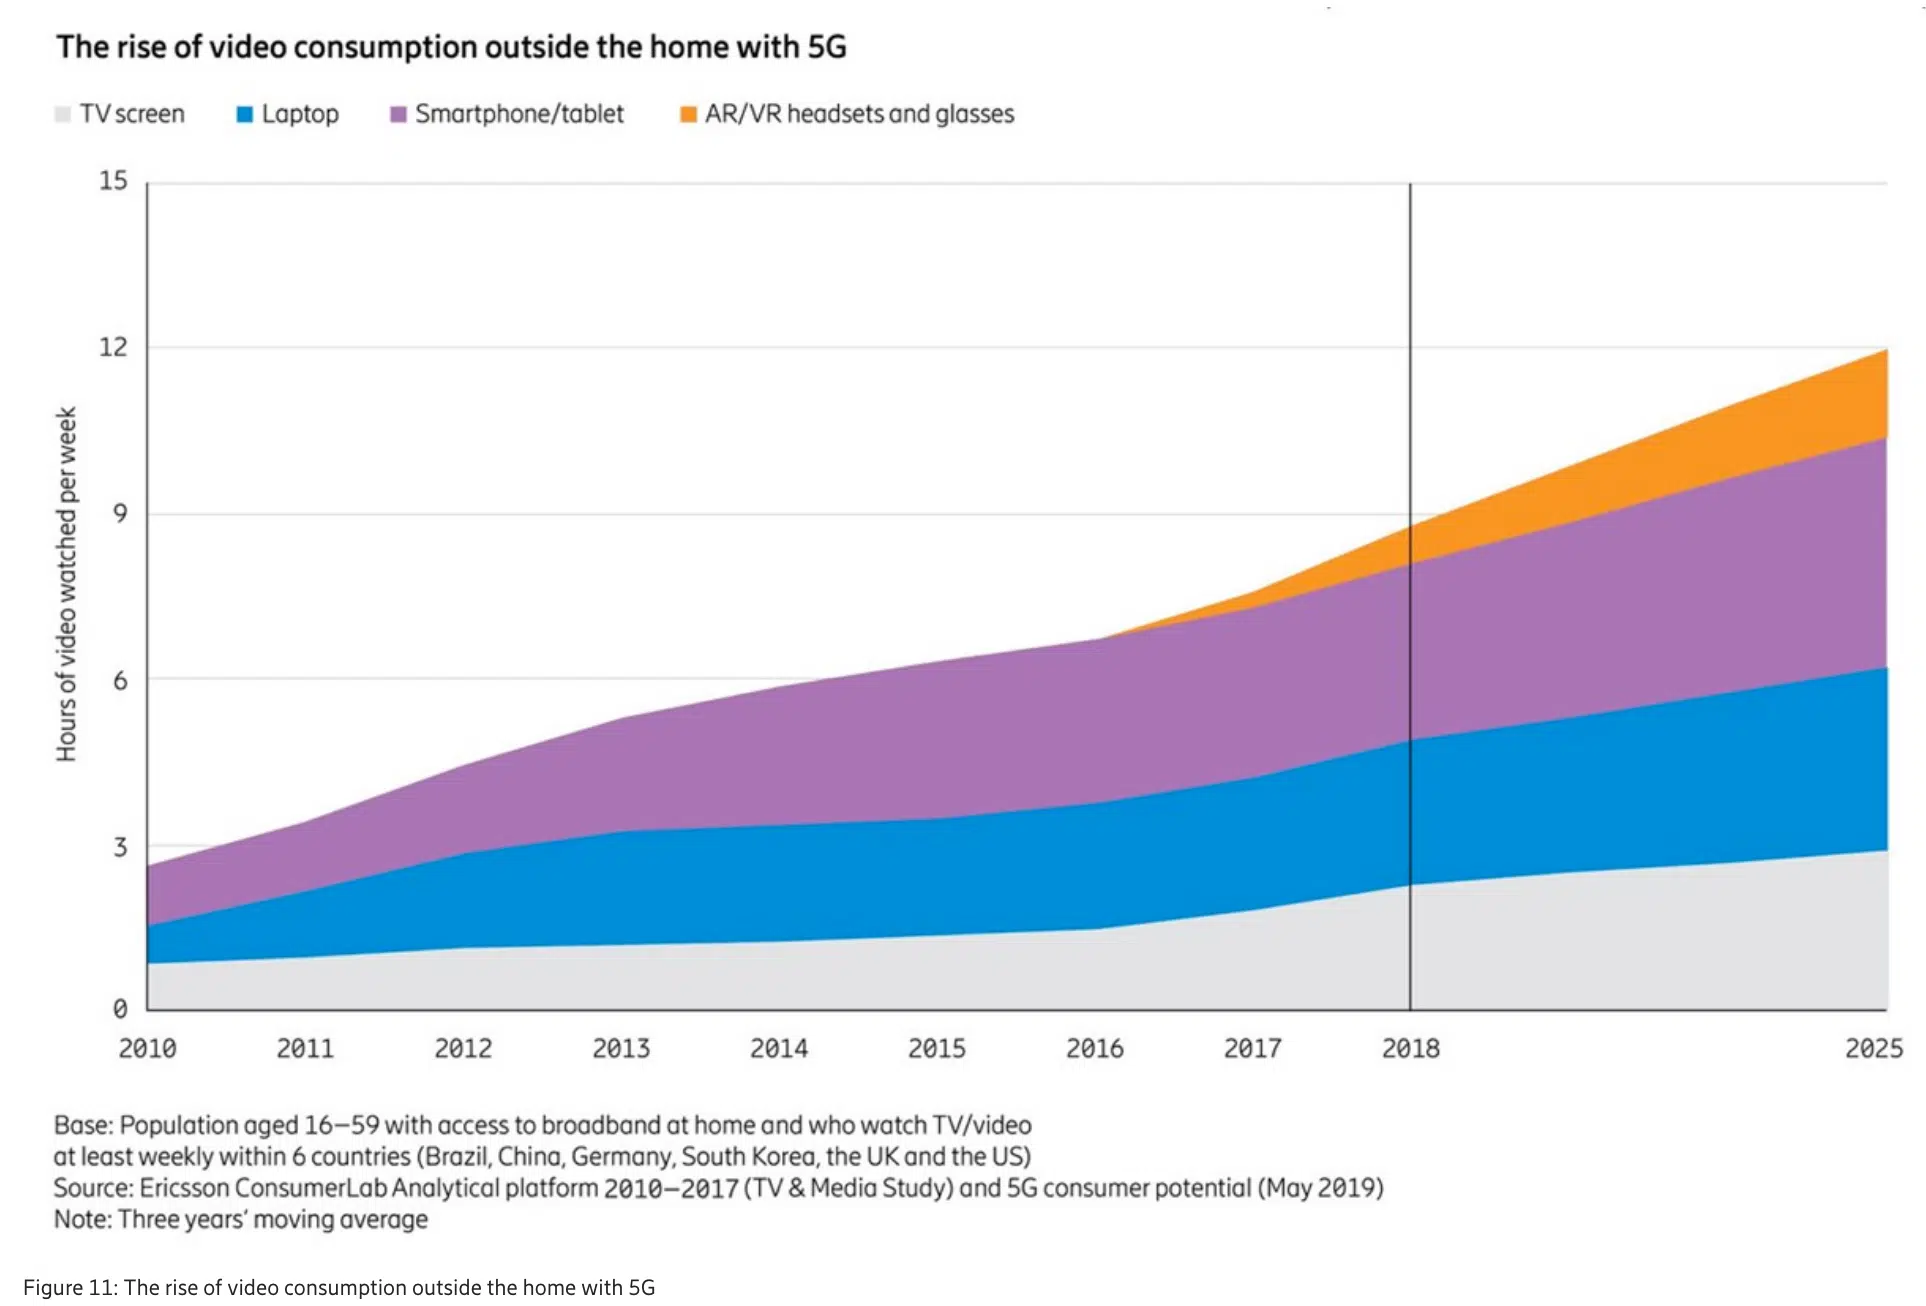 The rise of video consumption outside the home with 5G
TV screen Laptop Smartphone/tablet AR/VR headsets and glasses
Hours of video watched per week
15
12
9
6
3
0
2010 2011 2012 2013 2014 2015 2016 2017 2018 2025
Base: Population aged 16–59 with access to broadband at home and who watch TV/video
at least weekly within 6 countries (Brazil, China, Germany, South Korea, the UK and the US)
Source: Ericsson ConsumerLab Analytical platform 2010–2017 (TV & Media Study) and 5G consumer potential (May 2019)
Note: Three years’ moving average
Figure 11: The rise of video consumption outside the home with 5G